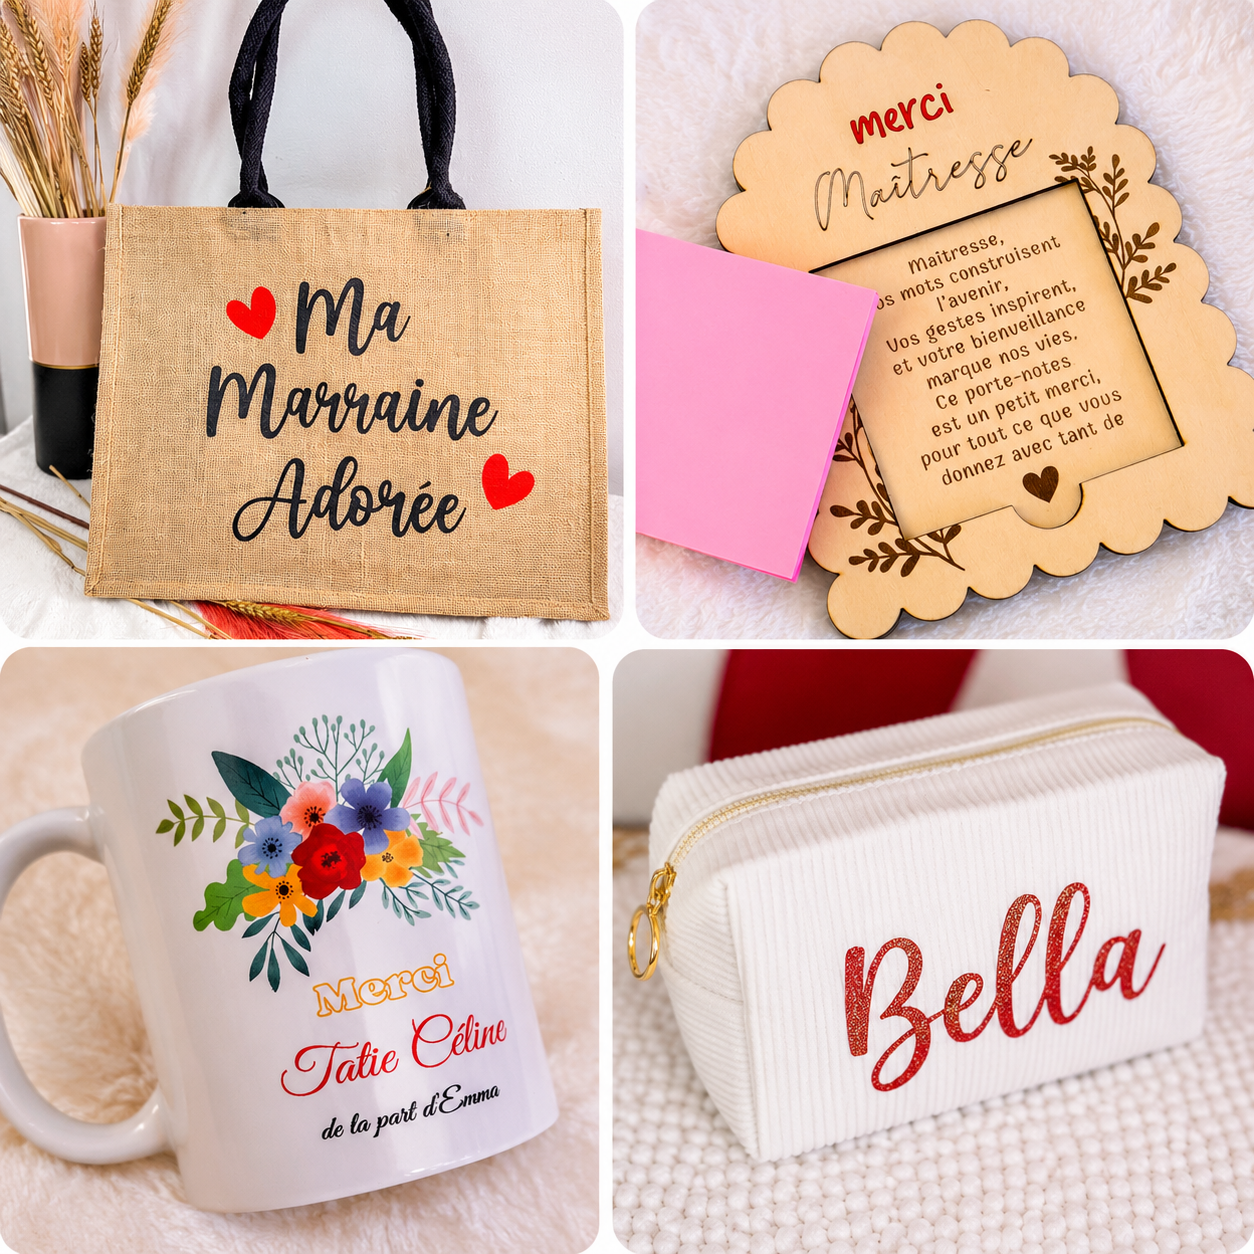 Ma
Marraine
Adorée
merci
Maîtresse
Maitresse,
mots construisent
l'avenir,
Vos gestes inspirent,
et votre bienveillance
marque nos vies.
Ce porte-notes
est un petit merci,
pour tout ce que vous
donnez avec tant de
Merci
Tatie Céline
de la part d'Emma
Bella